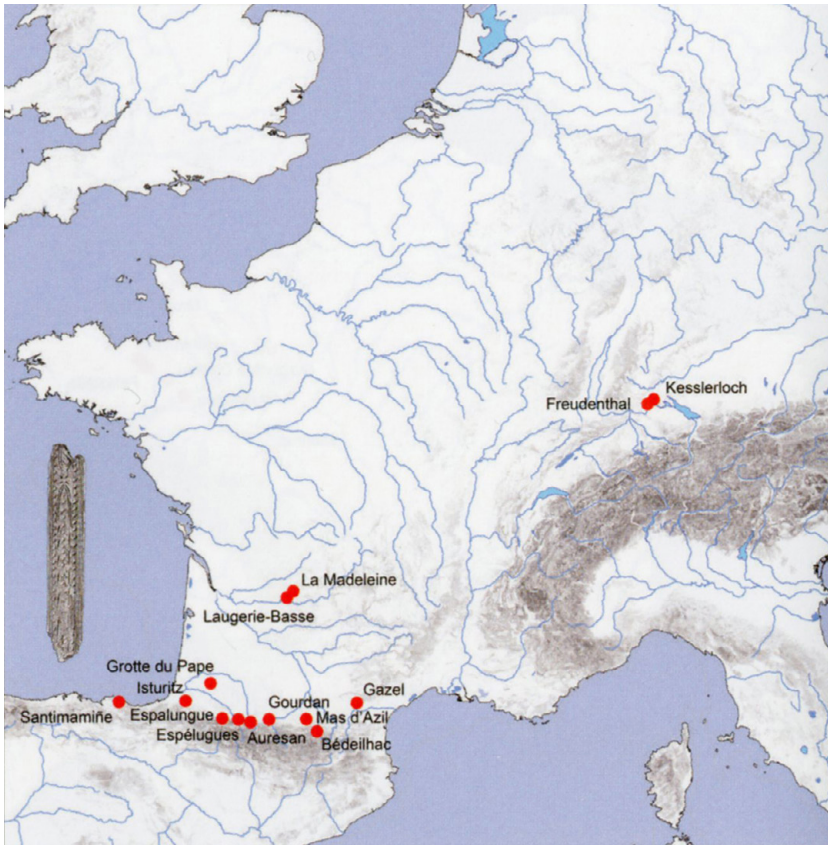 Kesslerloch
Freudenthal
La Madeleine
Laugerie-Basse
Grotte du Pape
Isturitz
Gazel
Santimamiñe
Espalungue
Gourdan
Mas d'Azil
Espélugues
Auresan
Bédeilhac